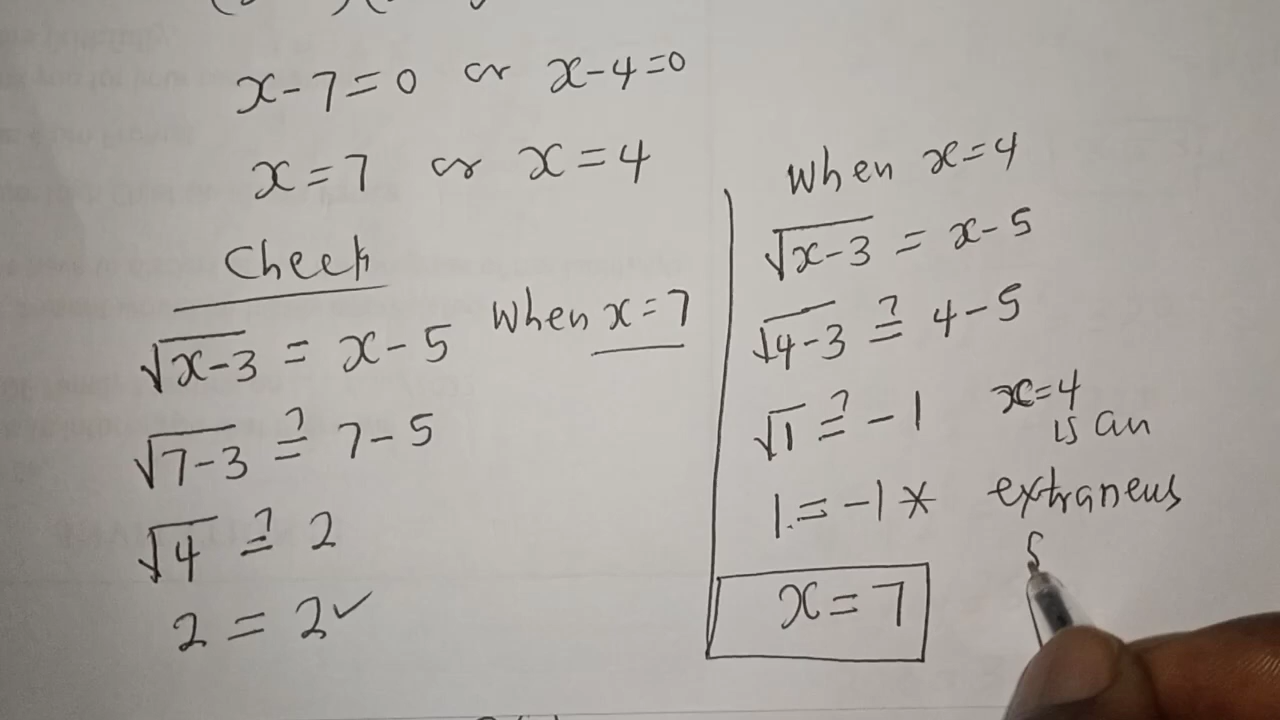 x-7=0 or x-4=0
x=7 or x=4
Check
√x-3 = x-5 when x=7
√7-3 ?= 7-5
√4 ?= 2
2 = 2✓
When x=4
√x-3 = x-5
√4-3 ?= 4-5
√1 ?= -1
1 = -1 *
x=4
is an
extraneus
s
x=7